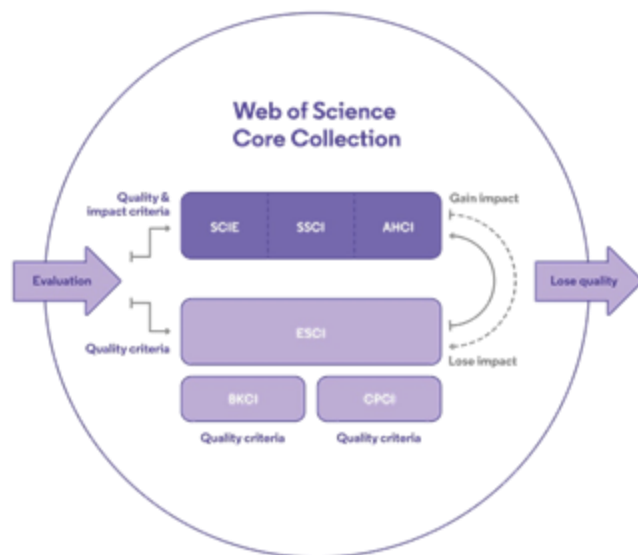 Web of Science
Core Collection
Quality &
impact criteria
Gain impact
SCIE
SSCI
AHCI
Evaluation
Lose quality
ESCI
Quality criteria
Lose impact
BKCI
CPCI
Quality criteria
Quality criteria